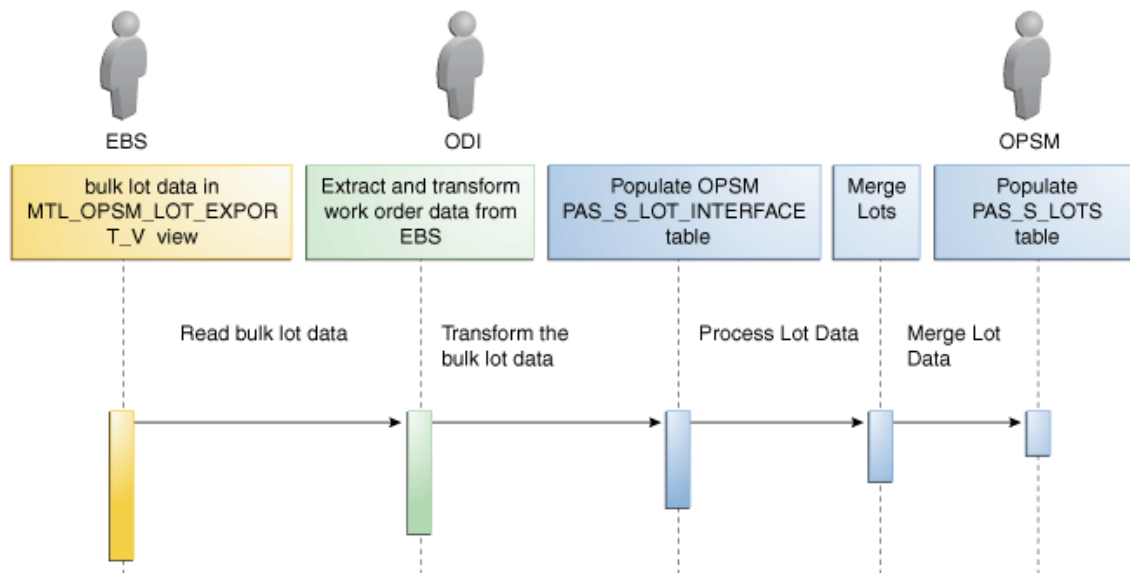 EBS
ODI
OPSM
bulk lot data in
MTL_OPSM_LOT_EXPOR
T_V view
Extract and transform
work order data from
EBS
Populate OPSM
PAS_S_LOT_INTERFACE
table
Merge
Lots
Populate
PAS_S_LOTS
table
Read bulk lot data
Transform the
bulk lot data
Process Lot Data
Merge Lot
Data